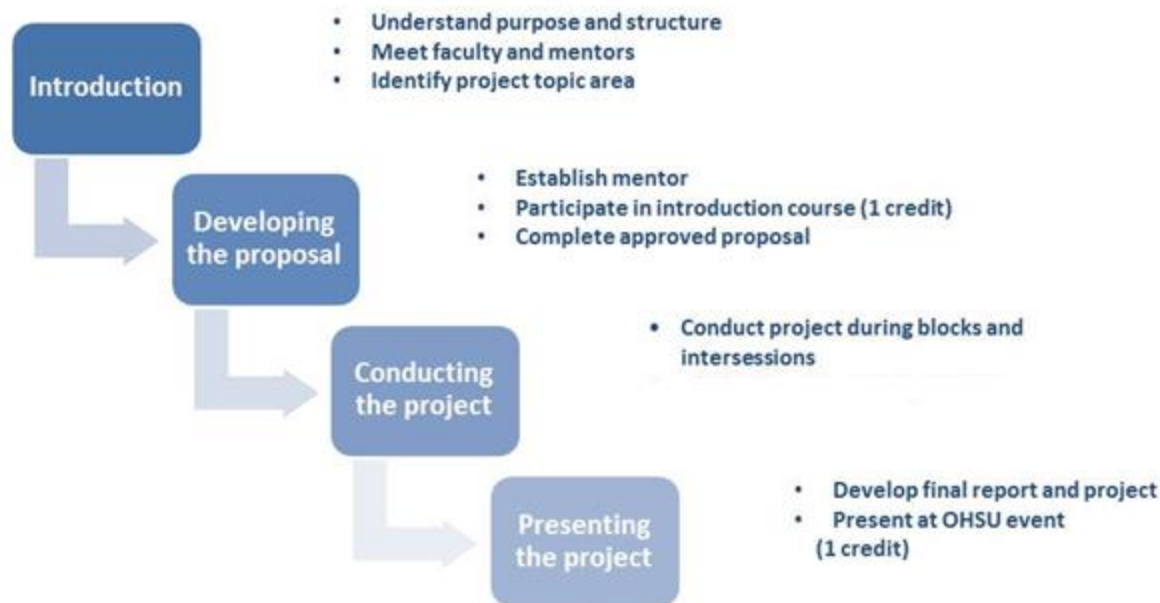 Introduction
• Understand purpose and structure
• Meet faculty and mentors
• Identify project topic area
Developing
the proposal
• Establish mentor
• Participate in introduction course (1 credit)
• Complete approved proposal
Conducting
the project
• Conduct project during blocks and
intersessions
Presenting
the project
• Develop final report and project
• Present at OHSU event
(1 credit)